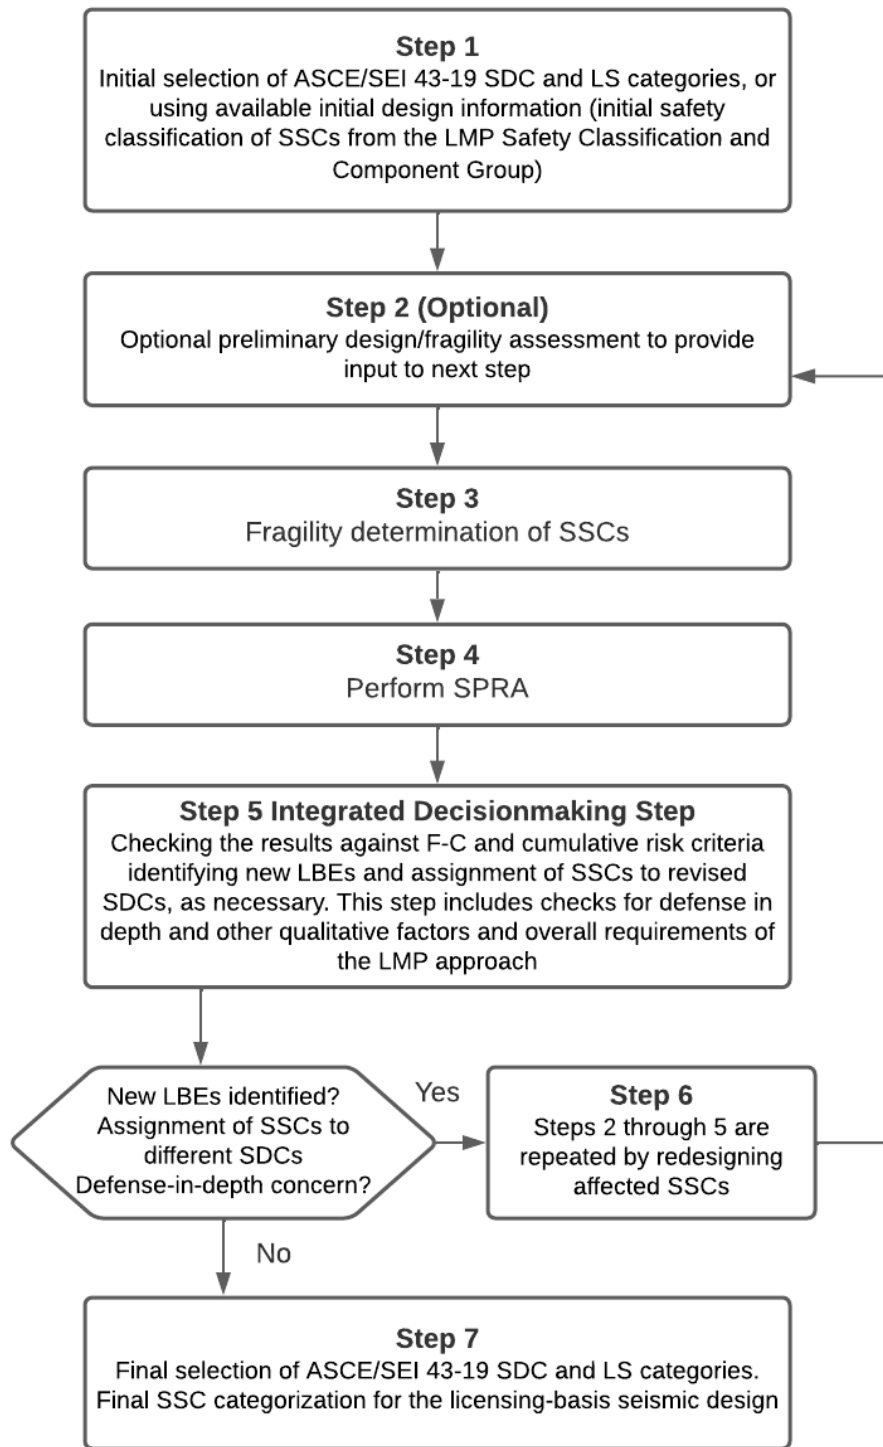 Step 1
Initial selection of ASCE/SEI 43-19 SDC and LS categories, or
using available initial design information (initial safety
classification of SSCs from the LMP Safety Classification and
Component Group)
Step 2 (Optional)
Optional preliminary design/fragility assessment to provide
input to next step
Step 3
Fragility determination of SSCs
Step 4
Perform SPRA
Step 5 Integrated Decisionmaking Step
Checking the results against F-C and cumulative risk criteria
identifying new LBEs and assignment of SSCs to revised
SDCs, as necessary. This step includes checks for defense in
depth and other qualitative factors and overall requirements of
the LMP approach
New LBEs identified?
Assignment of SSCs to
different SDCs
Defense-in-depth concern?
Yes
Step 6
Steps 2 through 5 are
repeated by redesigning
affected SSCs
No
Step 7
Final selection of ASCE/SEI 43-19 SDC and LS categories.
Final SSC categorization for the licensing-basis seismic design